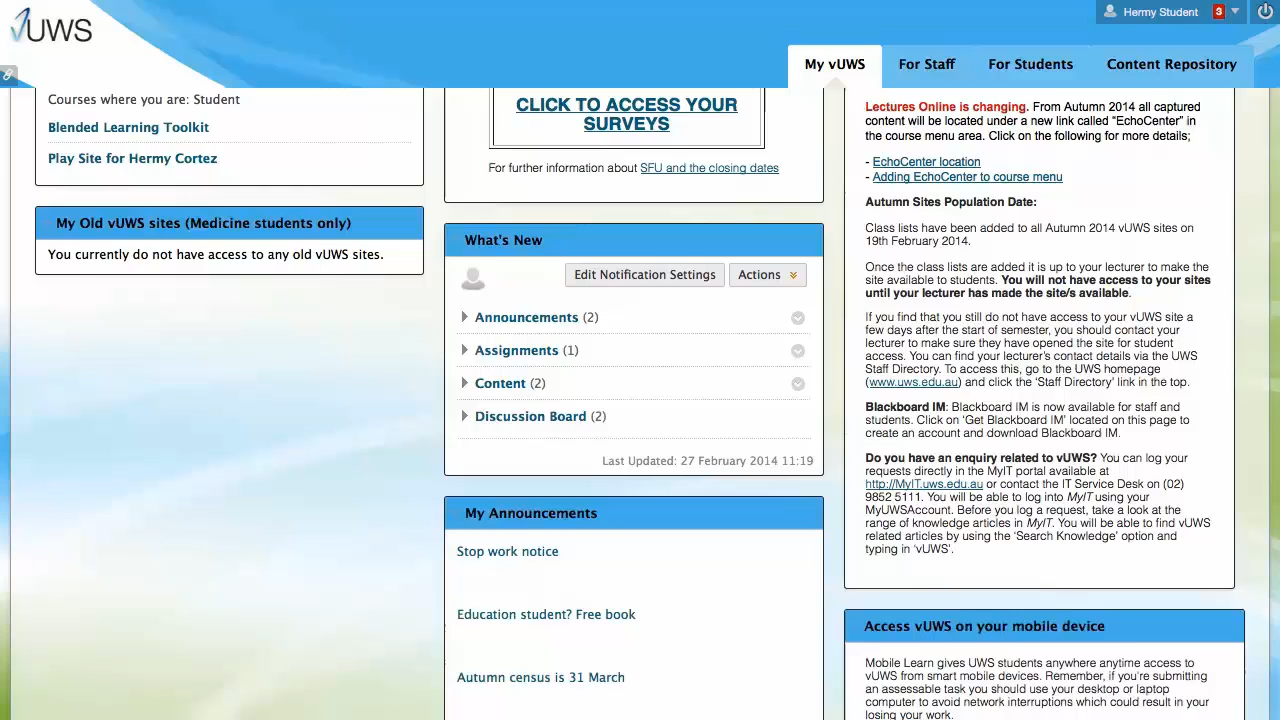 vUWS
Hermy Student 3
My vUWS
For Staff
For Students
Content Repository
Courses where you are: Student
Blended Learning Toolkit
Play Site for Hermy Cortez
My Old vUWS sites (Medicine students only)
You currently do not have access to any old vUWS sites.
CLICK TO ACCESS YOUR
SURVEYS
For further information about SFU and the closing dates
What's New
Edit Notification Settings
Actions
Announcements (2)
Assignments (1)
Content (2)
Discussion Board (2)
Last Updated: 27 February 2014 11:19
My Announcements
Stop work notice
Education student? Free book
Autumn census is 31 March
Lectures Online is changing. From Autumn 2014 all captured
content will be located under a new link called “EchoCenter” in
the course menu area. Click on the following for more details;
- EchoCenter location
- Adding EchoCenter to course menu
Autumn Sites Population Date:
Class lists have been added to all Autumn 2014 vUWS sites on
19th February 2014.
Once the class lists are added it is up to your lecturer to make the
site available to students. You will not have access to your sites
until your lecturer has made the site/s available.
If you find that you still do not have access to your vUWS site a
few days after the start of semester, you should contact your
lecturer to make sure they have opened the site for student
access. You can find your lecturer’s contact details via the UWS
Staff Directory. To access this, go to the UWS homepage
(www.uws.edu.au) and click the ‘Staff Directory’ link in the top.
Blackboard IM: Blackboard IM is now available for staff and
students. Click on ‘Get Blackboard IM’ located on this page to
create an account and download Blackboard IM.
Do you have an enquiry related to vUWS? You can log your
requests directly in the MyIT portal available at
http://MyIT.uws.edu.au or contact the IT Service Desk on (02)
9852 5111. You will be able to log into MyIT using your
MyUWSAccount. Before you log a request, take a look at the
range of knowledge articles in MyIT. You will be able to find vUWS
related articles by using the ‘Search Knowledge’ option and
typing in ‘vUWS’.
Access vUWS on your mobile device
Mobile Learn gives UWS students anywhere anytime access to
vUWS from smart mobile devices. Remember, if you're submitting
an assessable task you should use your desktop or laptop
computer to avoid network interruptions which could result in your
losing your work.